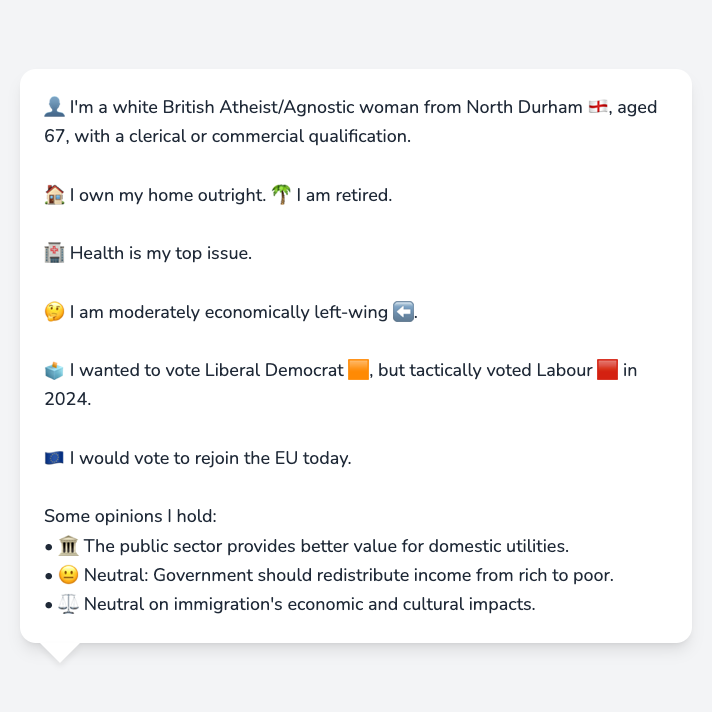 👤 I'm a white British Atheist/Agnostic woman from North Durham 🏴󠁧󠁢󠁥󠁮󠁧󠁿, aged
67, with a clerical or commercial qualification.
🏠 I own my home outright. 🌴 I am retired.
🏥 Health is my top issue.
🤔 I am moderately economically left-wing ⬅️.
🗳️ I wanted to vote Liberal Democrat 🟧, but tactically voted Labour 🟥 in
2024.
🇪🇺 I would vote to rejoin the EU today.
Some opinions I hold:
• 🏛️ The public sector provides better value for domestic utilities.
• 😐 Neutral: Government should redistribute income from rich to poor.
• ⚖️ Neutral on immigration's economic and cultural impacts.